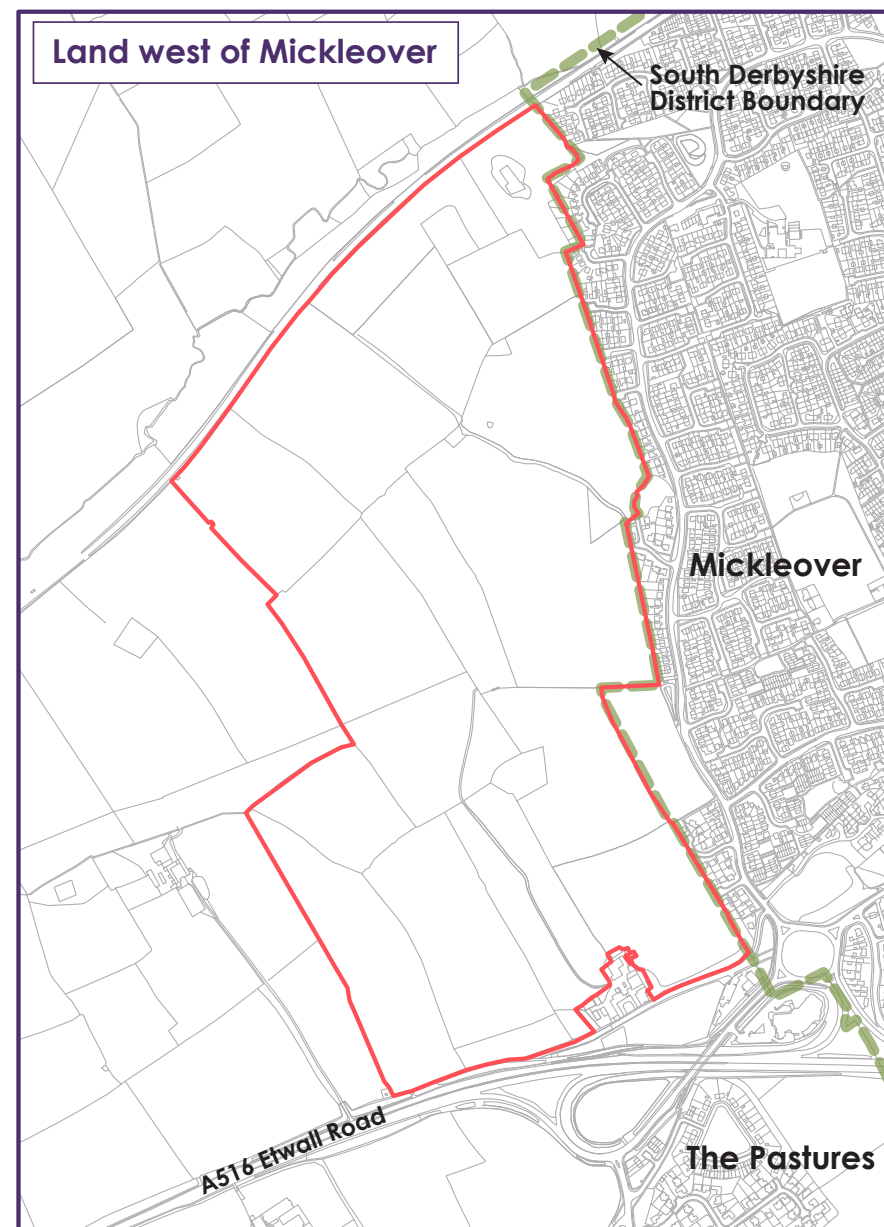 Land west of Mickleover
South Derbyshire
District Boundary
Mickleover
A516 Etwall Road
The Pastures